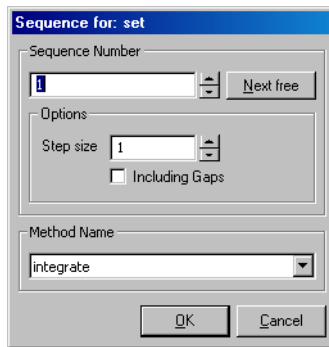 Sequence for: set
Sequence Number
1
Next free
Options
Step size 1
Including Gaps
Method Name
integrate
OK Cancel